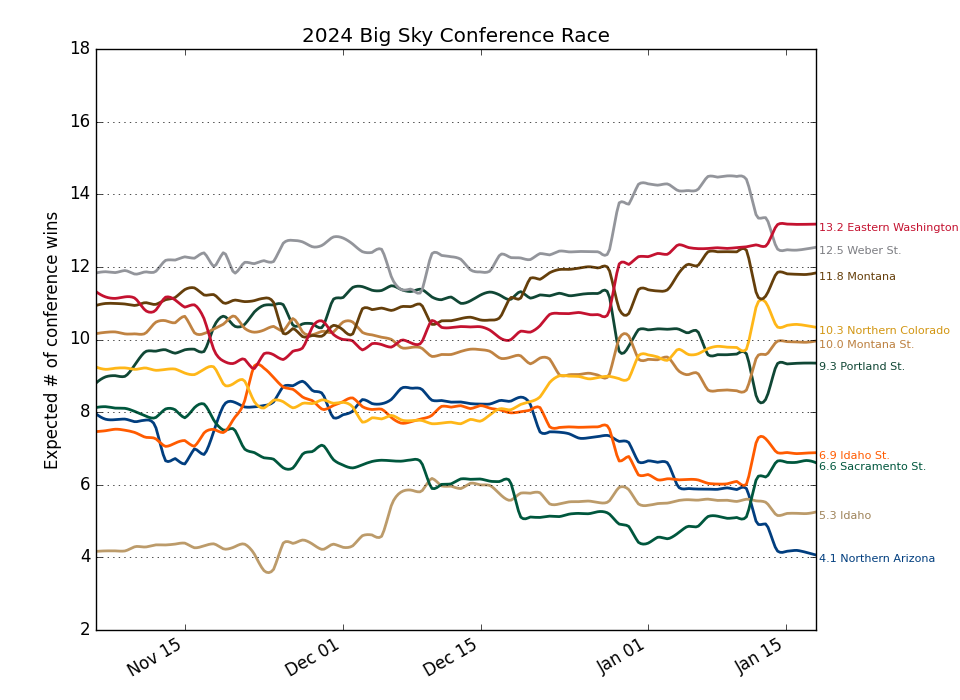 2024 Big Sky Conference Race
Expected # of conference wins
18
16
14
12
10
8
6
4
2
13.2 Eastern Washington
12.5 Weber St.
11.8 Montana
10.3 Northern Colorado
10.0 Montana St.
9.3 Portland St.
6.9 Idaho St.
6.6 Sacramento St.
5.3 Idaho
4.1 Northern Arizona
Nov 15
Dec 01
Dec 15
Jan 01
Jan 15